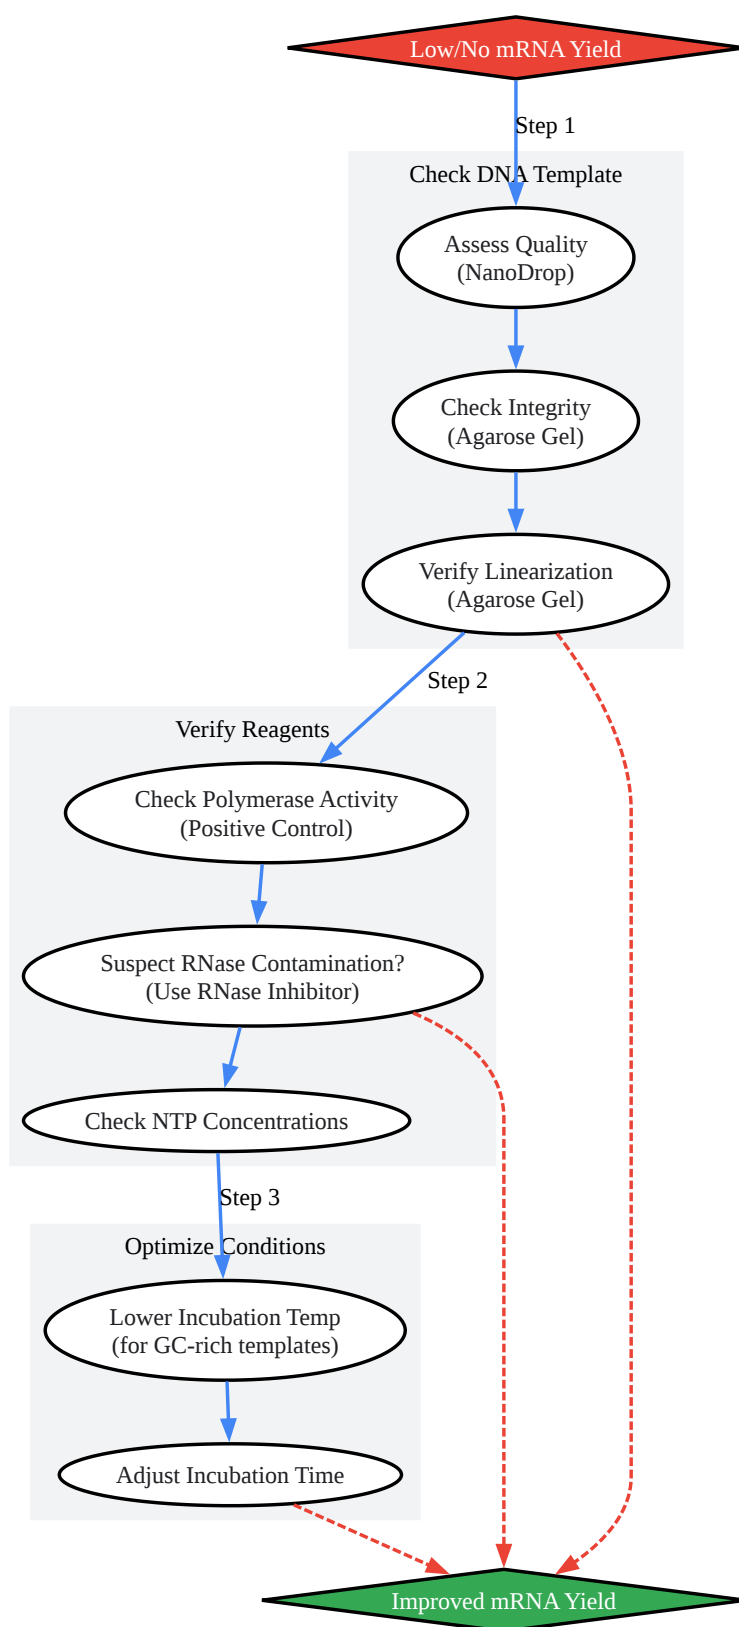 Low/No mRNA Yield
Step 1
Check DNA Template
Assess Quality
(NanoDrop)
Check Integrity
(Agarose Gel)
Verify Linearization
(Agarose Gel)
Step 2
Verify Reagents
Check Polymerase Activity
(Positive Control)
Suspect RNase Contamination?
(Use RNase Inhibitor)
Check NTP Concentrations
Step 3
Optimize Conditions
Lower Incubation Temp
(for GC-rich templates)
Adjust Incubation Time
Improved mRNA Yield